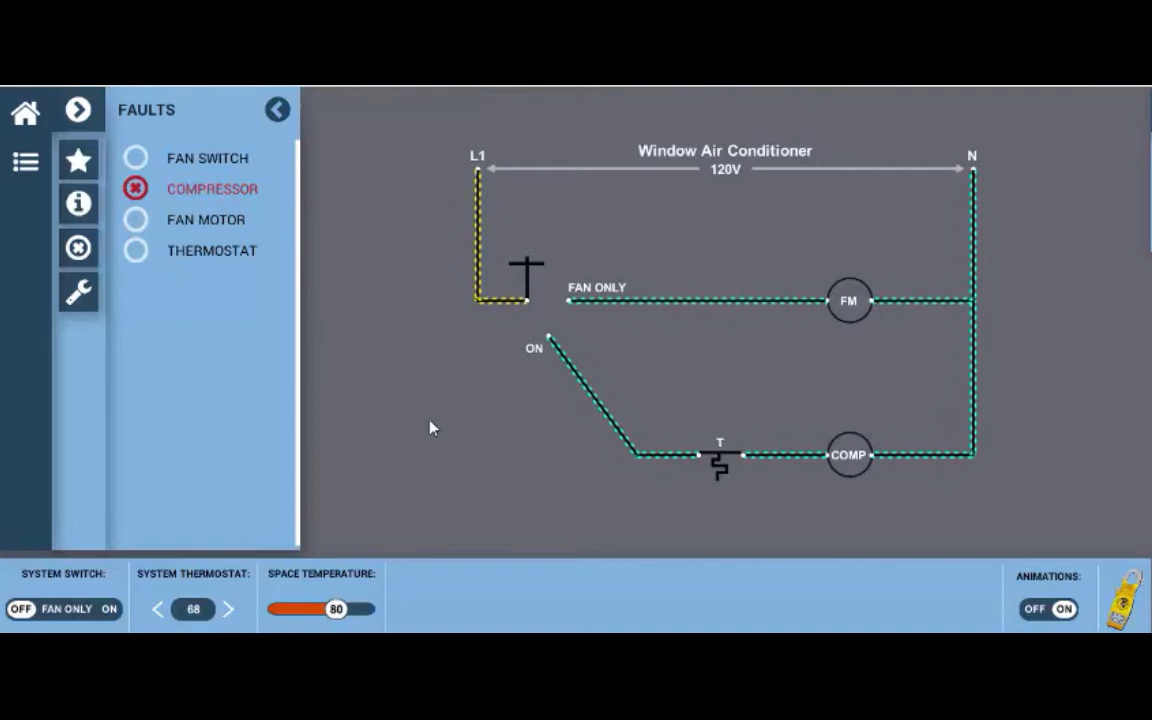 FAULTS
FAN SWITCH
COMPRESSOR
FAN MOTOR
THERMOSTAT
L1
Window Air Conditioner
120V
N
FAN ONLY
FM
ON
T
COMP
SYSTEM SWITCH:
OFF FAN ONLY ON
SYSTEM THERMOSTAT:
68
SPACE TEMPERATURE:
80
ANIMATIONS:
OFF ON